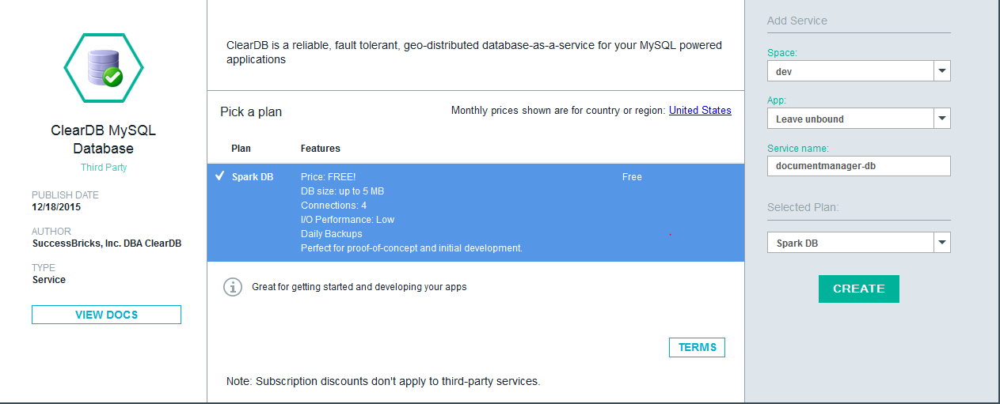 ClearDB MySQL
Database
Third Party
PUBLISH DATE
12/18/2015
AUTHOR
SuccessBricks, Inc. DBA ClearDB
TYPE
Service
VIEW DOCS
ClearDB is a reliable, fault tolerant, geo-distributed database-as-a-service for your MySQL powered
applications
Pick a plan Monthly prices shown are for country or region: United States
Plan Features
Spark DB Price: FREE! Free
DB size: up to 5 MB
Connections: 4
I/O Performance: Low
Daily Backups
Perfect for proof-of-concept and initial development.
Great for getting started and developing your apps
TERMS
Note: Subscription discounts don't apply to third-party services.
Add Service
Space:
dev
App:
Leave unbound
Service name:
documentmanager-db
Selected Plan:
Spark DB
CREATE